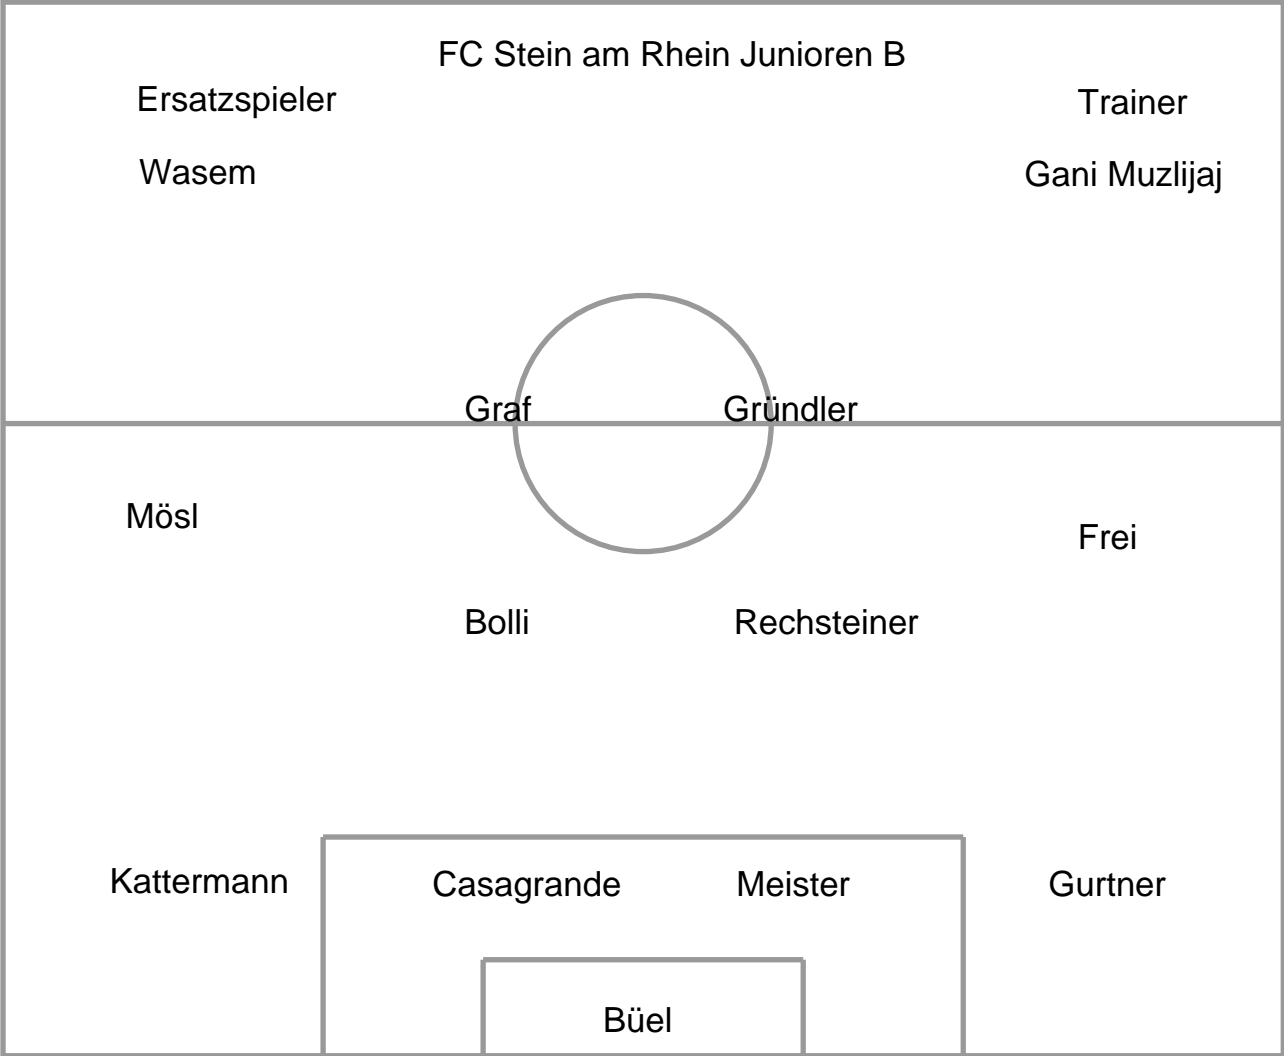 FC Stein am Rhein Junioren B
Ersatzspieler
Trainer
Wasem
Gani Muzlijaj
Graf
Gründler
Mösl
Frei
Bolli
Rechsteiner
Kattermann
Casagrande
Meister
Gurtner
Büel